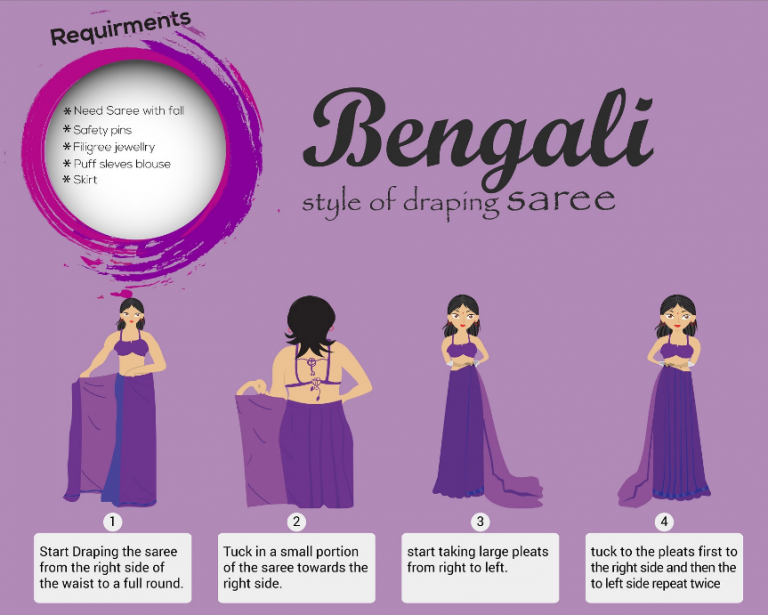 Requirments
* Need Saree with fall
* Safety pins
* Filigree jewellry
* Puff sleves blouse
* Skirt
Bengali
style of draping saree
1
Start Draping the saree
from the right side of
the waist to a full round.
2
Tuck in a small portion
of the saree towards the
right side.
3
start taking large pleats
from right to left.
4
tuck to the pleats first to
the right side and then the
to left side repeat twice